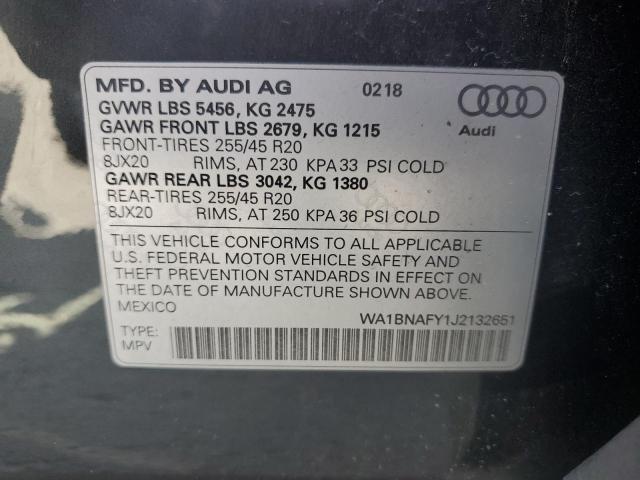 MFD. BY AUDI AG 0218
GVWR LBS 5456, KG 2475
GAWR FRONT LBS 2679, KG 1215
Audi
FRONT-TIRES 255/45 R20
8JX20 RIMS, AT 230 KPA 33 PSI COLD
GAWR REAR LBS 3042, KG 1380
REAR-TIRES 255/45 R20
8JX20 RIMS, AT 250 KPA 36 PSI COLD
THIS VEHICLE CONFORMS TO ALL APPLICABLE
U.S. FEDERAL MOTOR VEHICLE SAFETY AND
THEFT PREVENTION STANDARDS IN EFFECT ON
THE DATE OF MANUFACTURE SHOWN ABOVE.
MEXICO
WA1BNAFY1J2132651
TYPE:
MPV